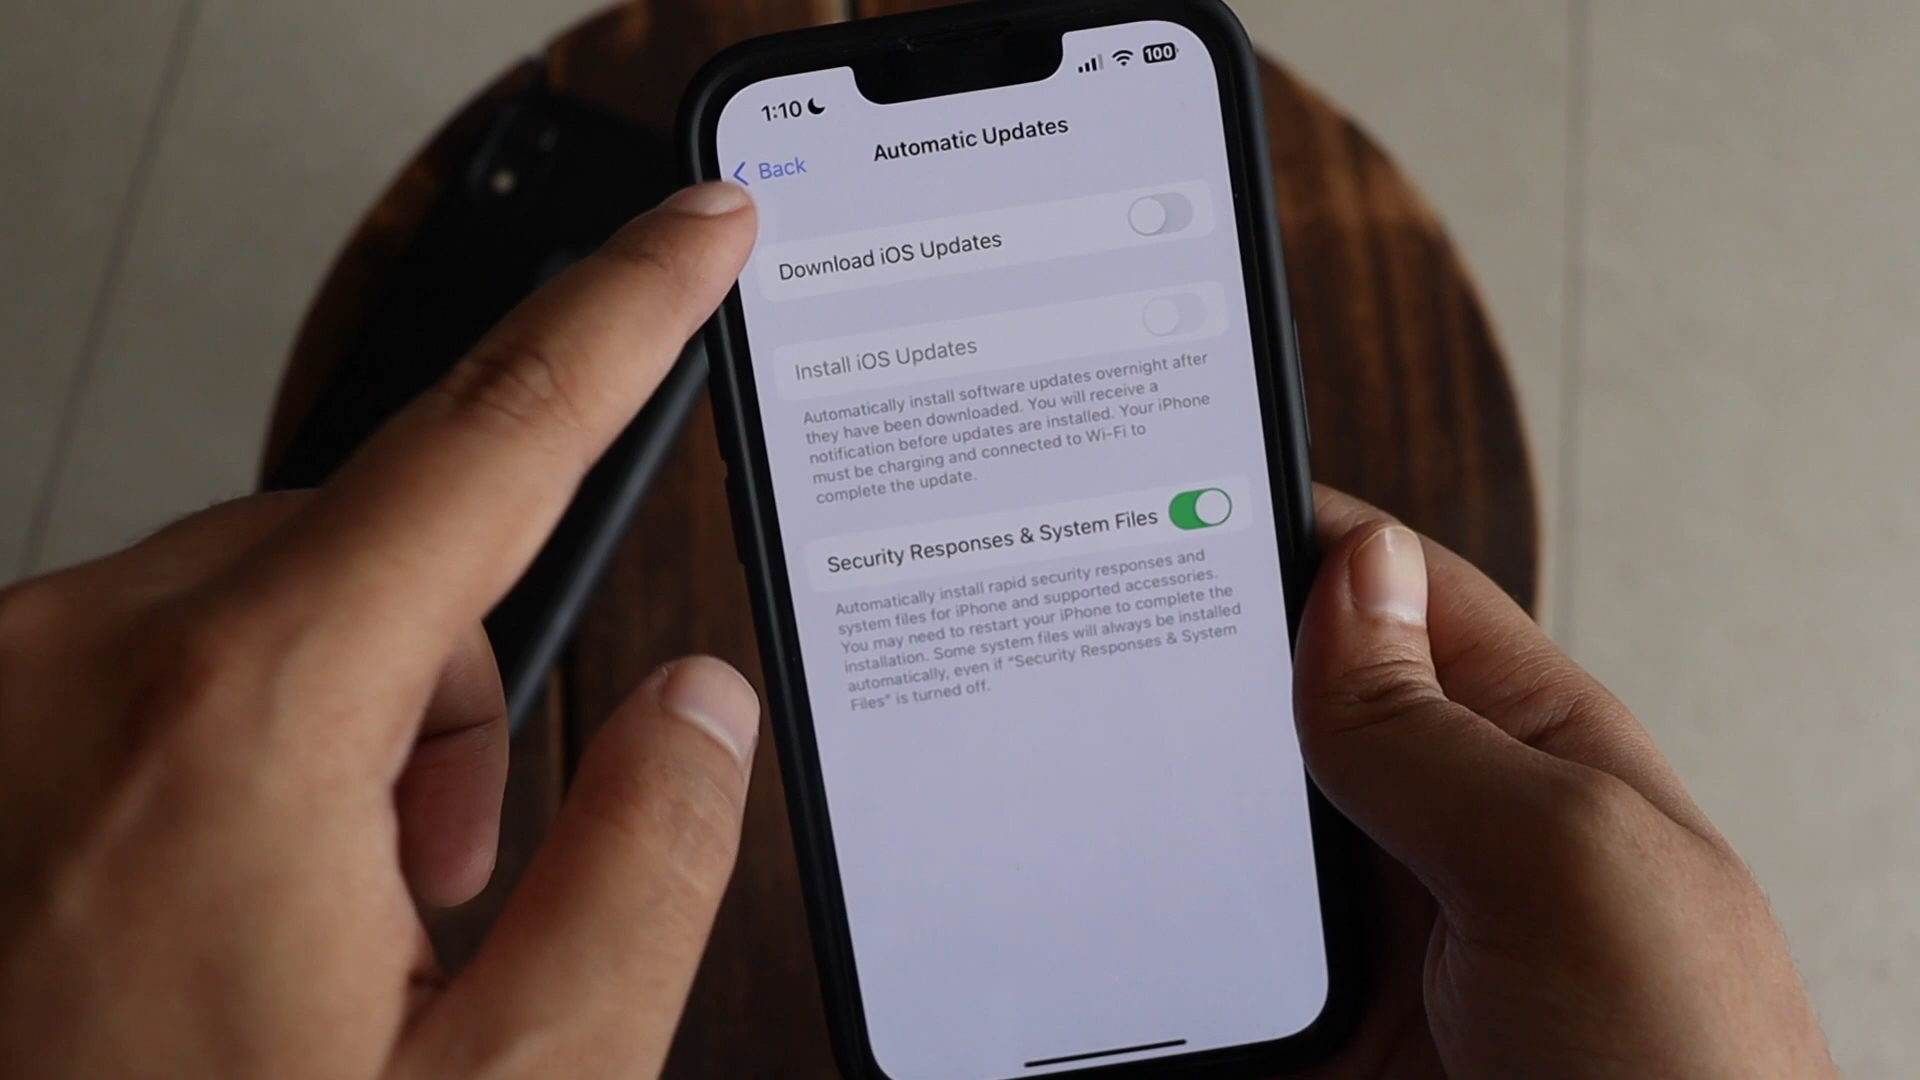 1:10
100
Back
Automatic Updates
Download iOS Updates
Install iOS Updates
Automatically install software updates overnight after
they have been downloaded. You will receive a
notification before updates are installed. Your iPhone
must be charging and connected to Wi-Fi to
complete the update.
Security Responses & System Files
Automatically install rapid security responses and
system files for iPhone and supported accessories.
You may need to restart your iPhone to complete the
installation. Some system files will always be installed
automatically, even if "Security Responses & System
Files" is turned off.